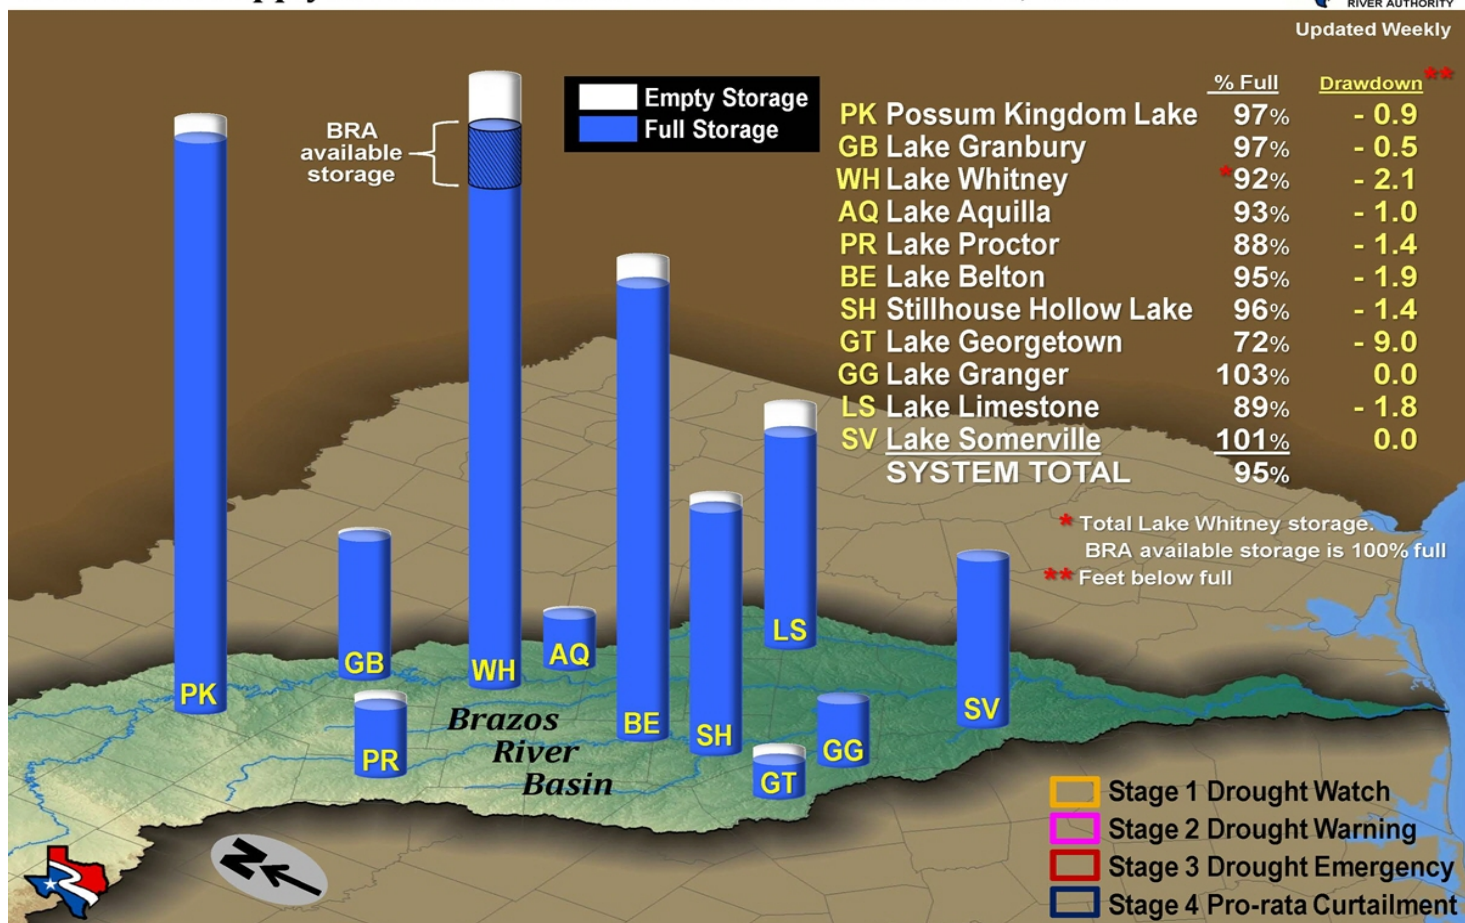 RIVER AUTHORITY
Updated Weekly
Empty Storage
Full Storage
BRA
available
storage
% Full Drawdown**
PK Possum Kingdom Lake 97% - 0.9
GB Lake Granbury 97% - 0.5
WH Lake Whitney *92% - 2.1
AQ Lake Aquilla 93% - 1.0
PR Lake Proctor 88% - 1.4
BE Lake Belton 95% - 1.9
SH Stillhouse Hollow Lake 96% - 1.4
GT Lake Georgetown 72% - 9.0
GG Lake Granger 103% 0.0
LS Lake Limestone 89% - 1.8
SV Lake Somerville 101% 0.0
SYSTEM TOTAL 95%
* Total Lake Whitney storage.
BRA available storage is 100% full
** Feet below full
PK
GB
WH
AQ
LS
PR
BE
SH
GT
GG
SV
Brazos
River
Basin
N
Stage 1 Drought Watch
Stage 2 Drought Warning
Stage 3 Drought Emergency
Stage 4 Pro-rata Curtailment